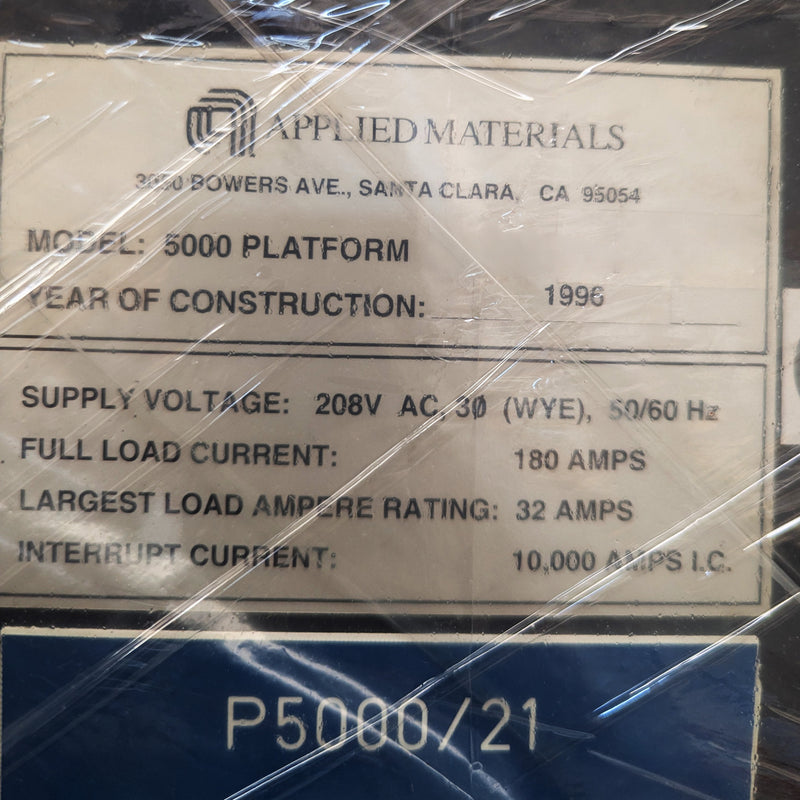 APPLIED MATERIALS
3050 BOWERS AVE., SANTA CLARA, CA 95054
MODEL: 5000 PLATFORM
YEAR OF CONSTRUCTION: 1996
SUPPLY VOLTAGE: 208V AC, 3Ø (WYE), 50/60 Hz
FULL LOAD CURRENT: 180 AMPS
LARGEST LOAD AMPERE RATING: 32 AMPS
INTERRUPT CURRENT: 10,000 AMPS I.C.
P5000/21